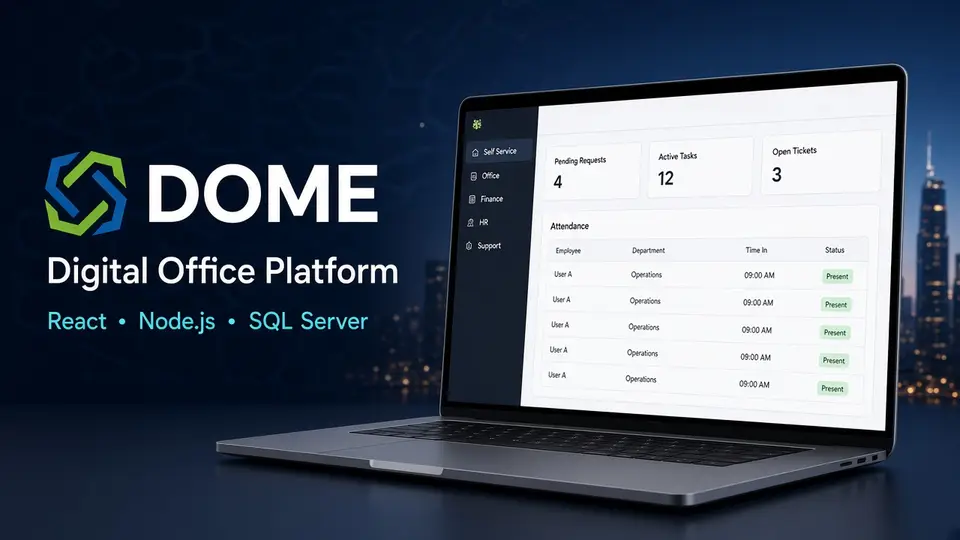 DOME
Digital Office Platform
React • Node.js • SQL Server
Self Service
Office
Finance
HR
Support
Pending Requests
4
Active Tasks
12
Open Tickets
3
Attendance
Employee Department Time In Status
User A Operations 09:00 AM Present
User A Operations 09:00 AM Present
User A Operations 09:00 AM Present
User A Operations 09:00 AM Present
User A Operations 09:00 AM Present